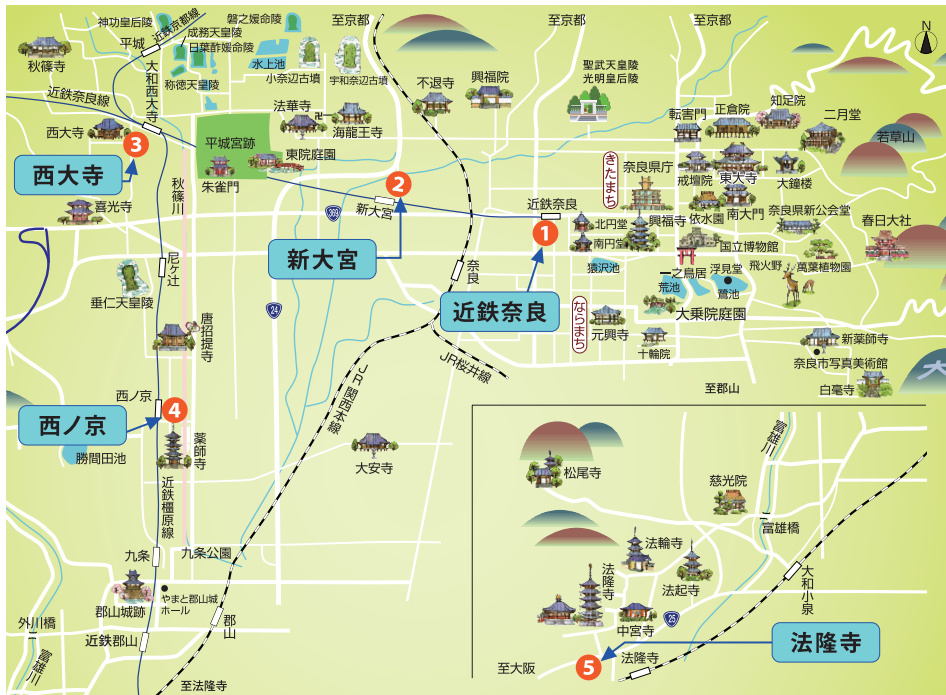 神功皇后陵
磐之媛命陵
至京都
至京都
至京都
N
平城
近鉄京都線
成務天皇陵
日葉酢媛命陵
水上池
小奈辺古墳
宇和奈辺古墳
秋篠寺
称徳天皇陵
大和西大寺
近鉄奈良線
西大寺
3
西大寺
法華寺
海龍王寺
不退寺
興福院
聖武天皇陵
光明皇后陵
転害門
正倉院
知足院
二月堂
若草山
平城宮跡
東院庭園
朱雀門
2
新大宮
新大宮
369
きたまち
奈良県庁
戒壇院
東大寺
大鐘楼
喜光寺
秋篠川
近鉄奈良
1
近鉄奈良
北円堂
興福寺
依水園
南大門
奈良県新公会堂
春日大社
南円堂
国立博物館
猿沢池
一之鳥居
浮見堂
飛火野
萬葉植物園
荒池
鷺池
尼ヶ辻
垂仁天皇陵
24
奈良
ならまち
元興寺
大乗院庭園
十輪院
新薬師寺
奈良市写真美術館
白毫寺
大
唐招提寺
JR桜井線
JR関西本線
至郡山
西ノ京
4
西ノ京
勝間田池
薬師寺
大安寺
近鉄橿原線
九条
九条公園
郡山城跡
やまと郡山城
ホール
外川橋
近鉄郡山
郡山
富雄川
至法隆寺
松尾寺
慈光院
富雄川
富雄橋
法輪寺
法隆寺
法起寺
大和小泉
中宮寺
25
至大阪
5
法隆寺
法隆寺